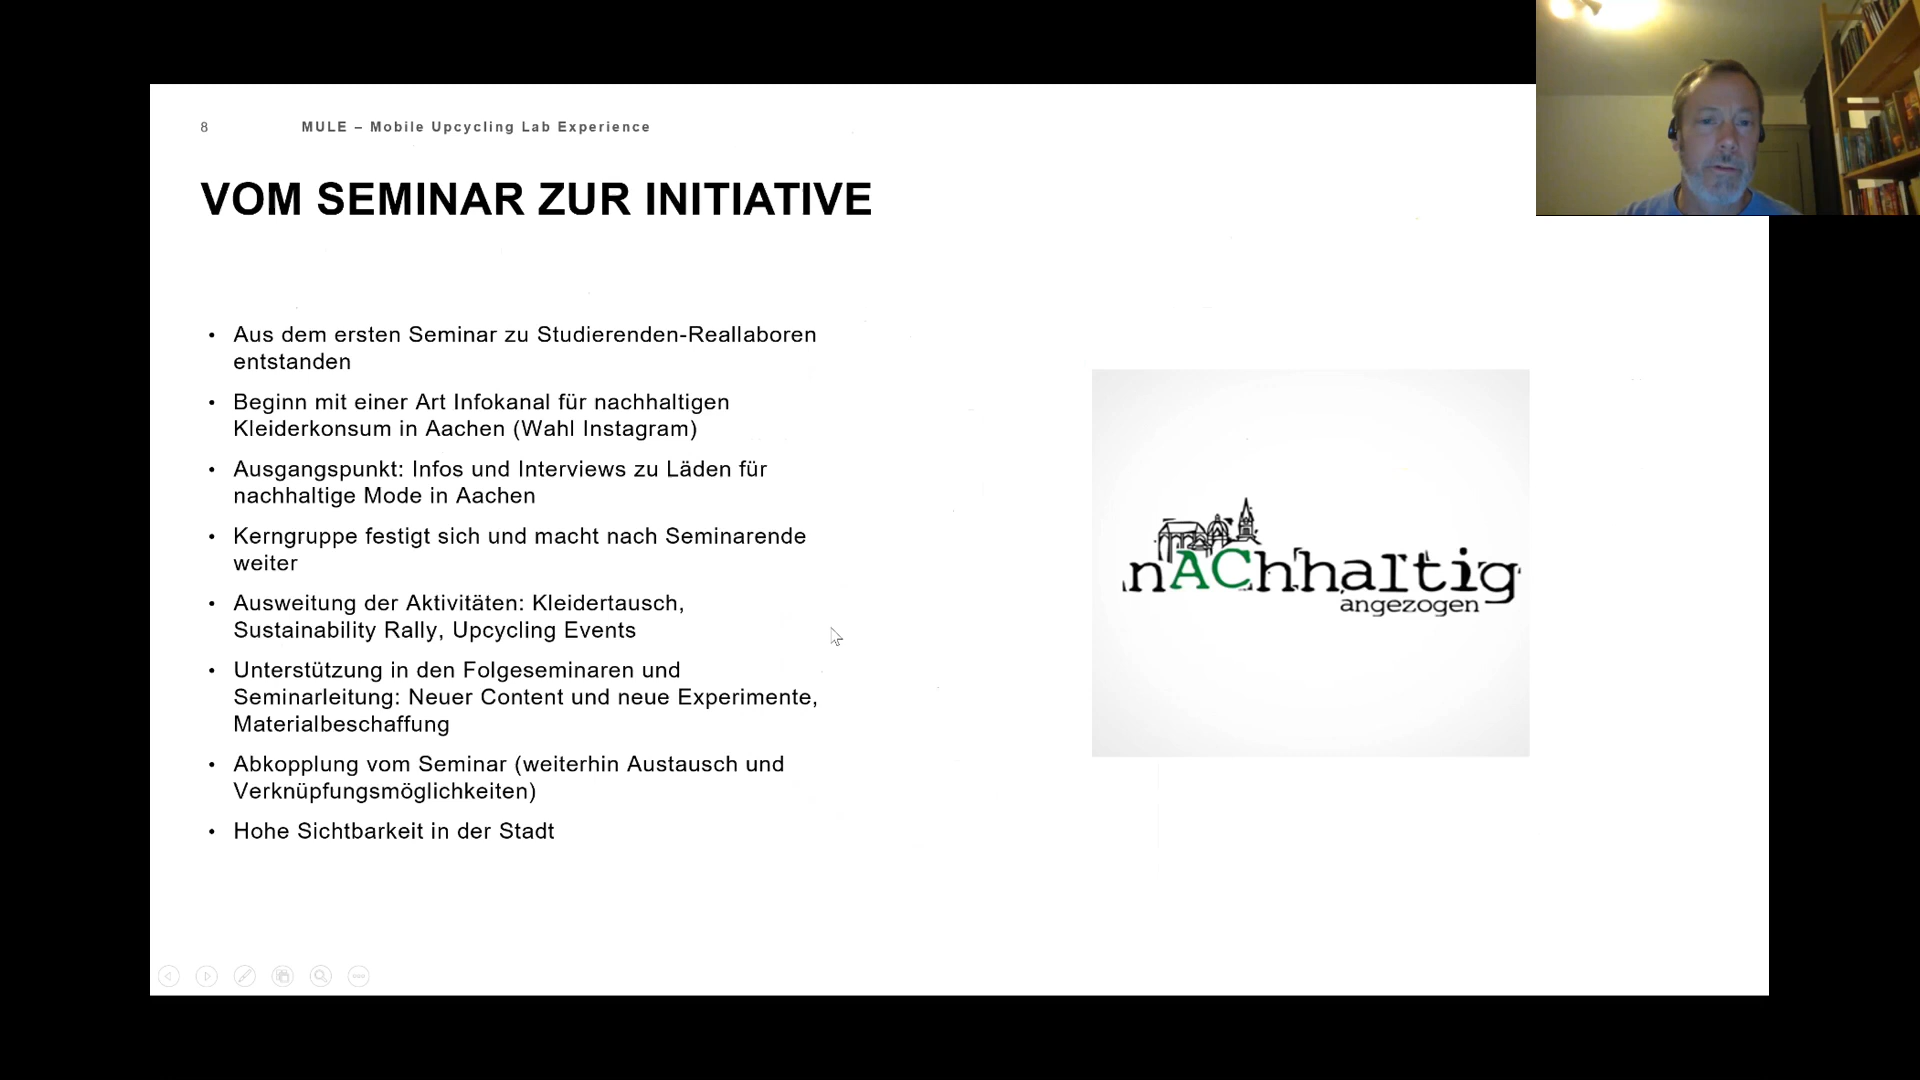 8
MULE – Mobile Upcycling Lab Experience
VOM SEMINAR ZUR INITIATIVE
• Aus dem ersten Seminar zu Studierenden-Reallaboren
entstanden
• Beginn mit einer Art Infokanal für nachhaltigen
Kleiderkonsum in Aachen (Wahl Instagram)
• Ausgangspunkt: Infos und Interviews zu Läden für
nachhaltige Mode in Aachen
• Kerngruppe festigt sich und macht nach Seminarende
weiter
• Ausweitung der Aktivitäten: Kleidertausch,
Sustainability Rally, Upcycling Events
• Unterstützung in den Folgeseminaren und
Seminarleitung: Neuer Content und neue Experimente,
Materialbeschaffung
• Abkopplung vom Seminar (weiterhin Austausch und
Verknüpfungsmöglichkeiten)
• Hohe Sichtbarkeit in der Stadt
nAChhaltig
angezogen